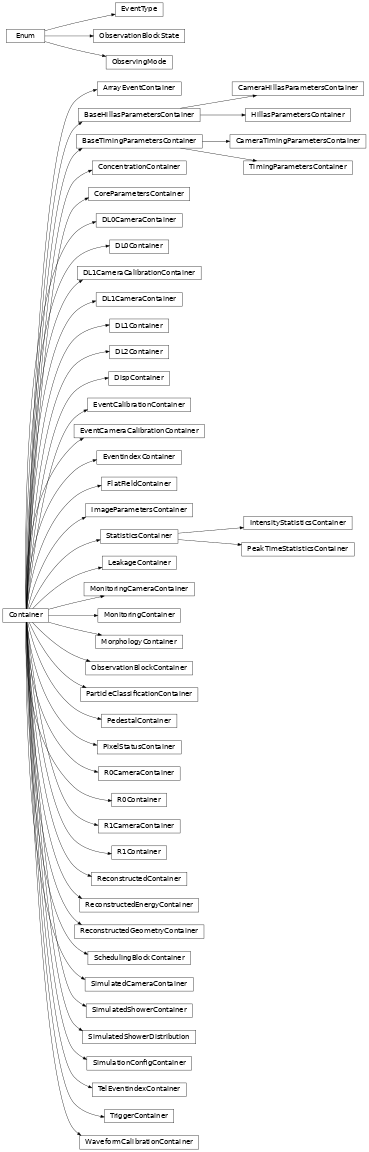 EventType
Enum
ObservationBlockState
ObservingMode
ArrayEventContainer
CameraHillasParametersContainer
BaseHillasParametersContainer
HillasParametersContainer
BaseTimingParametersContainer
CameraTimingParametersContainer
TimingParametersContainer
ConcentrationContainer
CoreParametersContainer
DL0CameraContainer
DL0Container
DL1CameraCalibrationContainer
DL1CameraContainer
DL1Container
DL2Container
DispContainer
EventCalibrationContainer
EventCameraCalibrationContainer
EventIndexContainer
FlatFieldContainer
ImageParametersContainer
IntensityStatisticsContainer
StatisticsContainer
PeakTimeStatisticsContainer
LeakageContainer
MonitoringCameraContainer
Container
MonitoringContainer
MorphologyContainer
ObservationBlockContainer
ParticleClassificationContainer
PedestalContainer
PixelStatusContainer
R0CameraContainer
R0Container
R1CameraContainer
R1Container
ReconstructedContainer
ReconstructedEnergyContainer
ReconstructedGeometryContainer
SchedulingBlockContainer
SimulatedCameraContainer
SimulatedShowerContainer
SimulatedShowerDistribution
SimulationConfigContainer
TelEventIndexContainer
TriggerContainer
WaveformCalibrationContainer